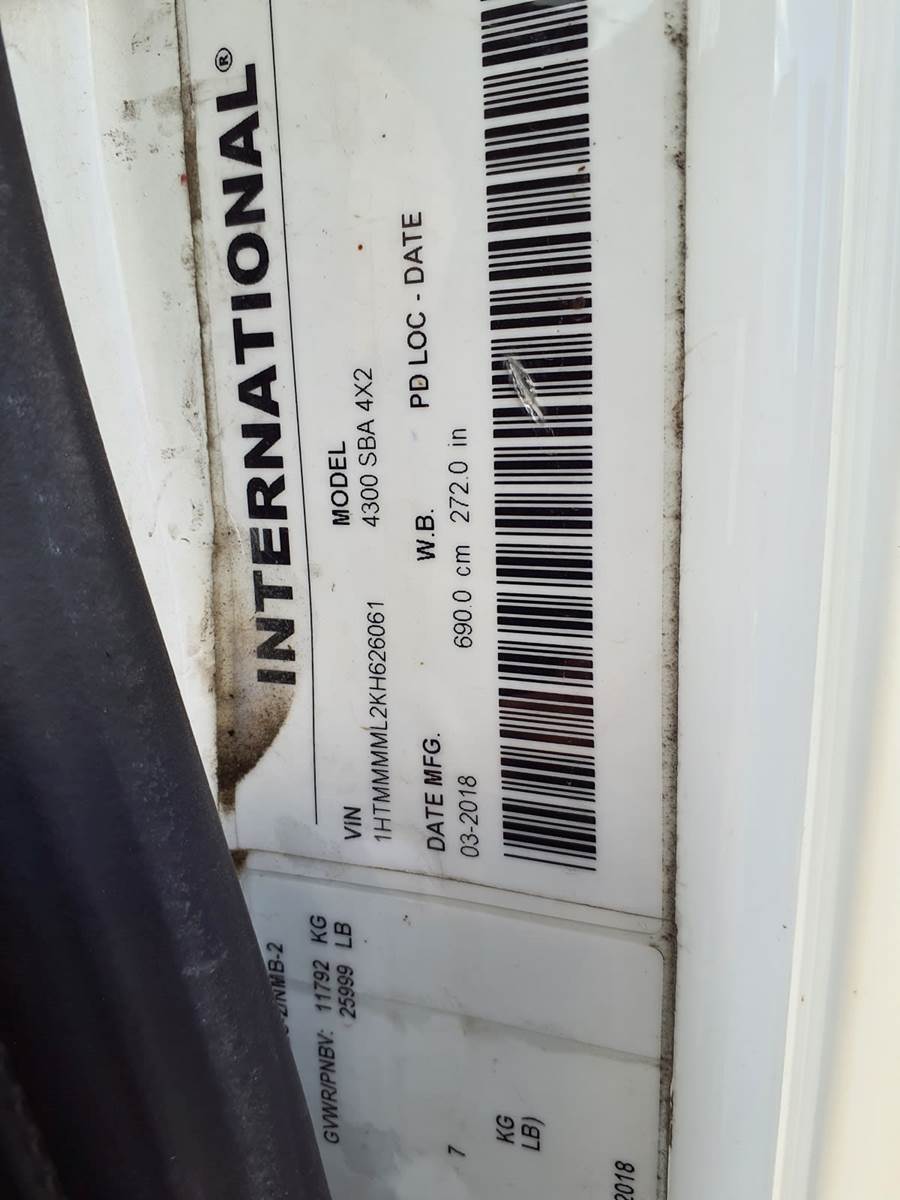 INTERNATIONAL®
VIN MODEL
1HTMMMML2KH626061 4300 SBA 4X2
DATE MFG. W.B. PD LOC - DATE
03-2018 690.0 cm 272.0 in
GVWR/PNBV: 11792 KG
25999 LB
7
KG
LB)
2018